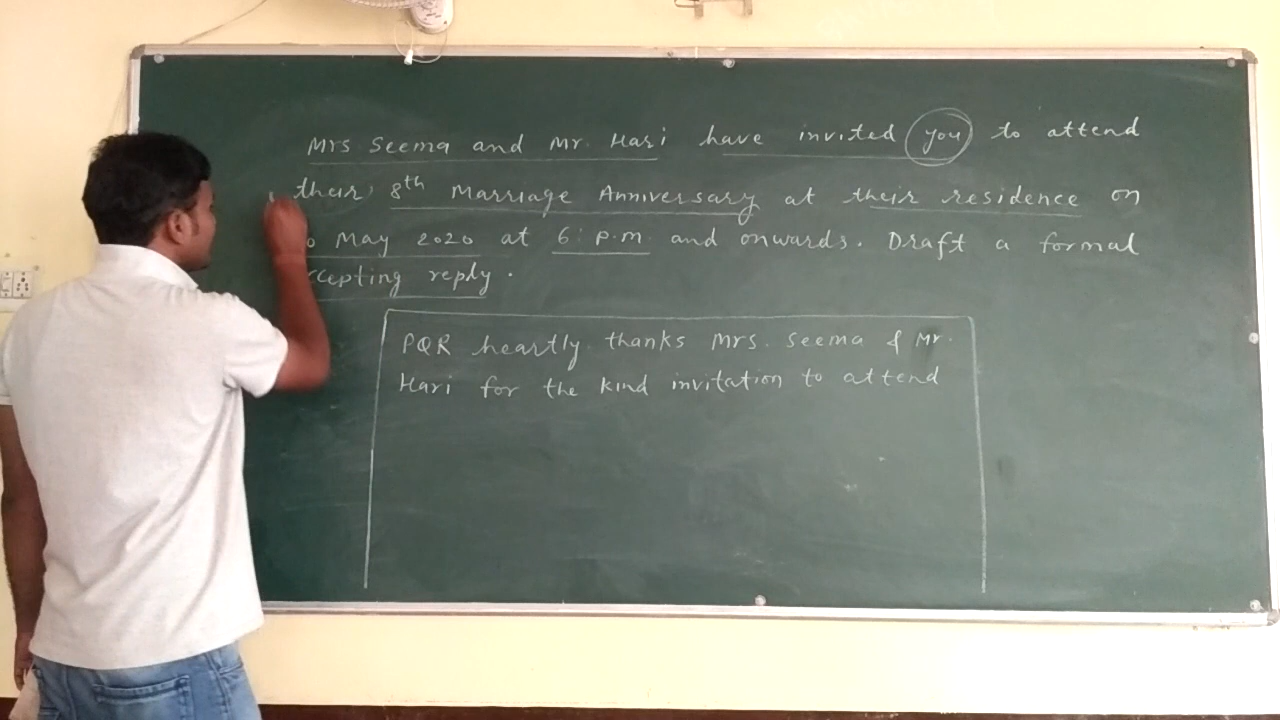 Mrs Seema and Mr. Hari have invited you to attend
their 8th Marriage Anniversary at their residence on
May 2020 at 6: p.m. and onwards. Draft a formal
reply.
PQR heartly thanks Mrs. Seema & Mr.
Hari for the kind invitation to attend